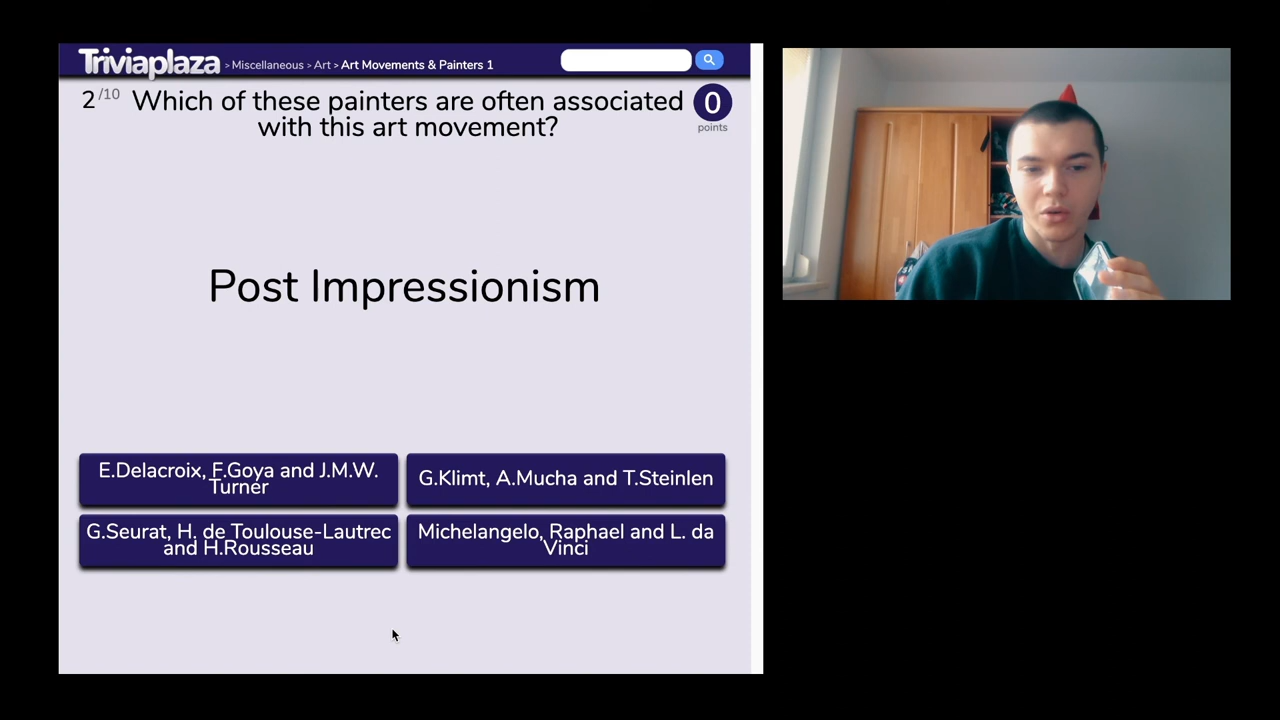 Triviaplaza > Miscellaneous > Art > Art Movements & Painters 1
2/10 Which of these painters are often associated 0
with this art movement? points
Post Impressionism
E.Delacroix, F.Goya and J.M.W.
Turner
G.Klimt, A.Mucha and T.Steinlen
G.Seurat, H. de Toulouse-Lautrec
and H.Rousseau
Michelangelo, Raphael and L. da
Vinci